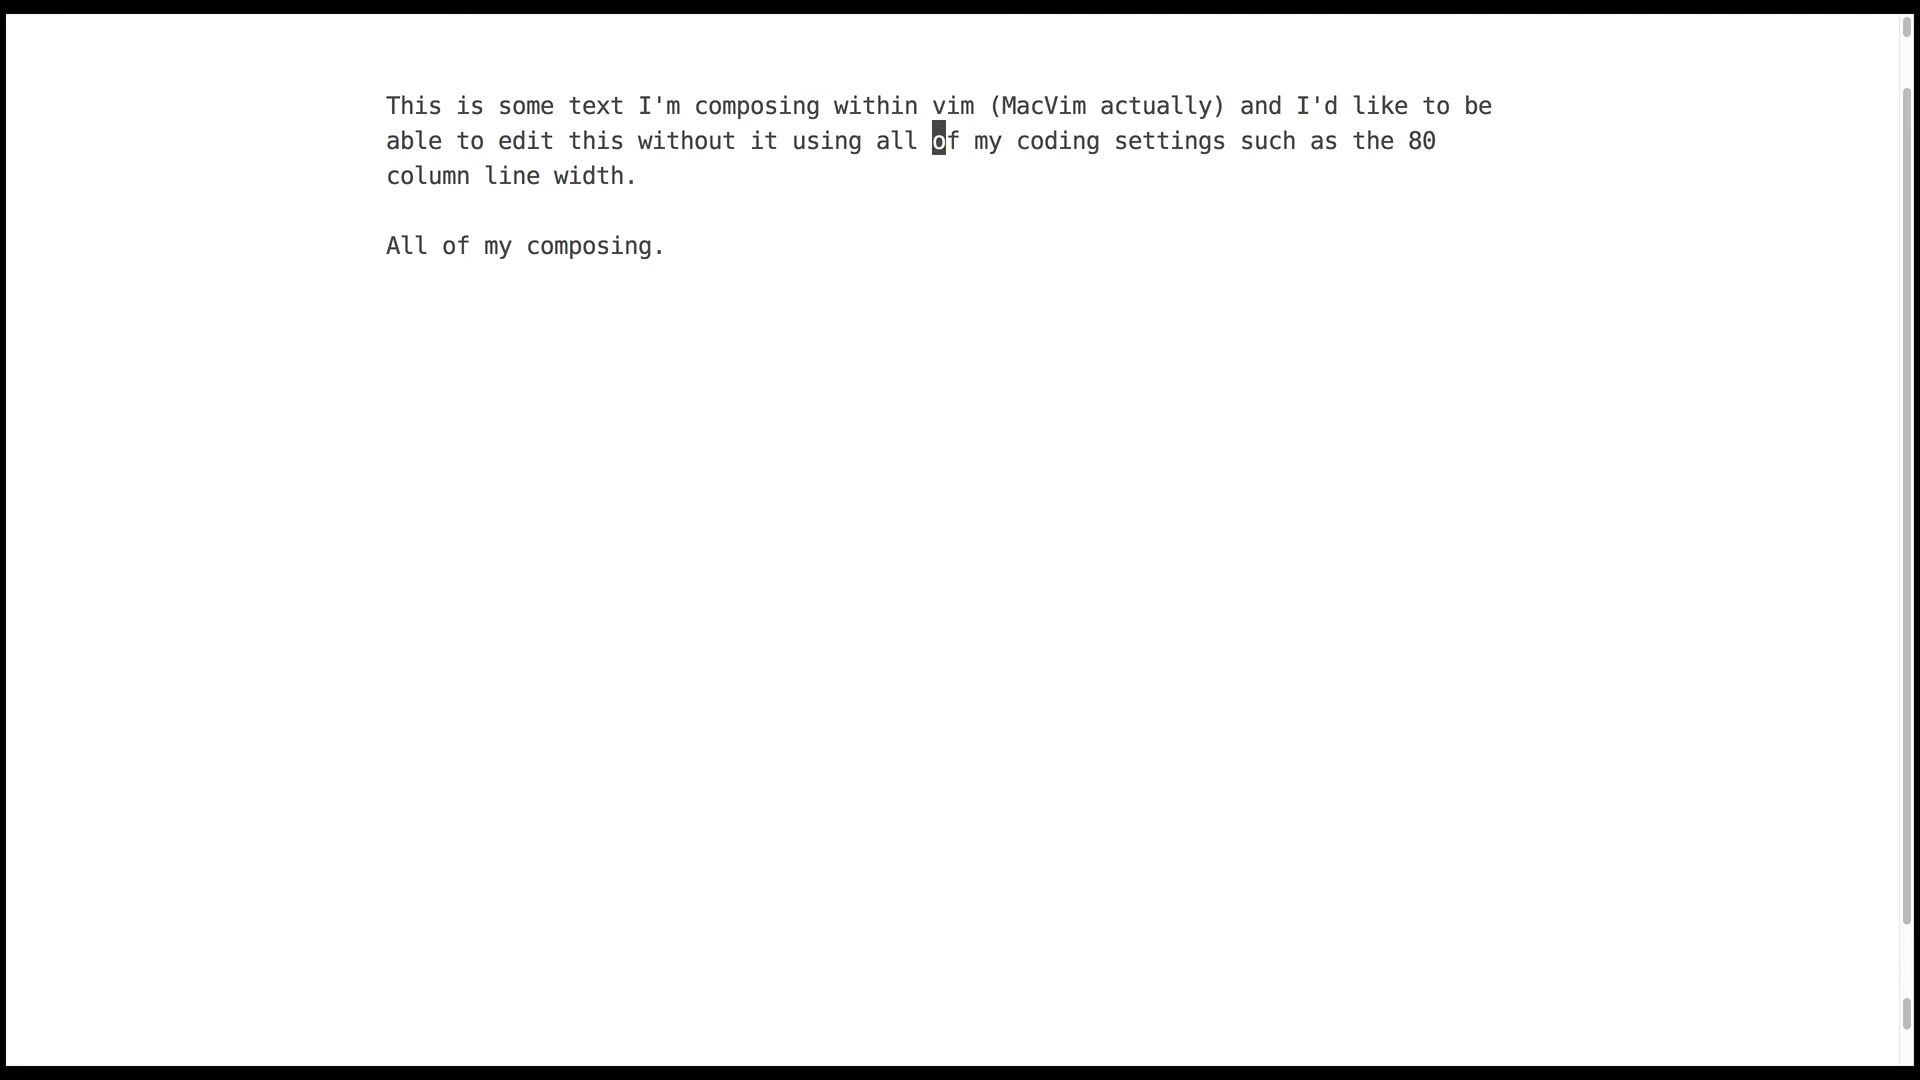 This is some text I'm composing within vim (MacVim actually) and I'd like to be
able to edit this without it using all of my coding settings such as the 80
column line width.

All of my composing.